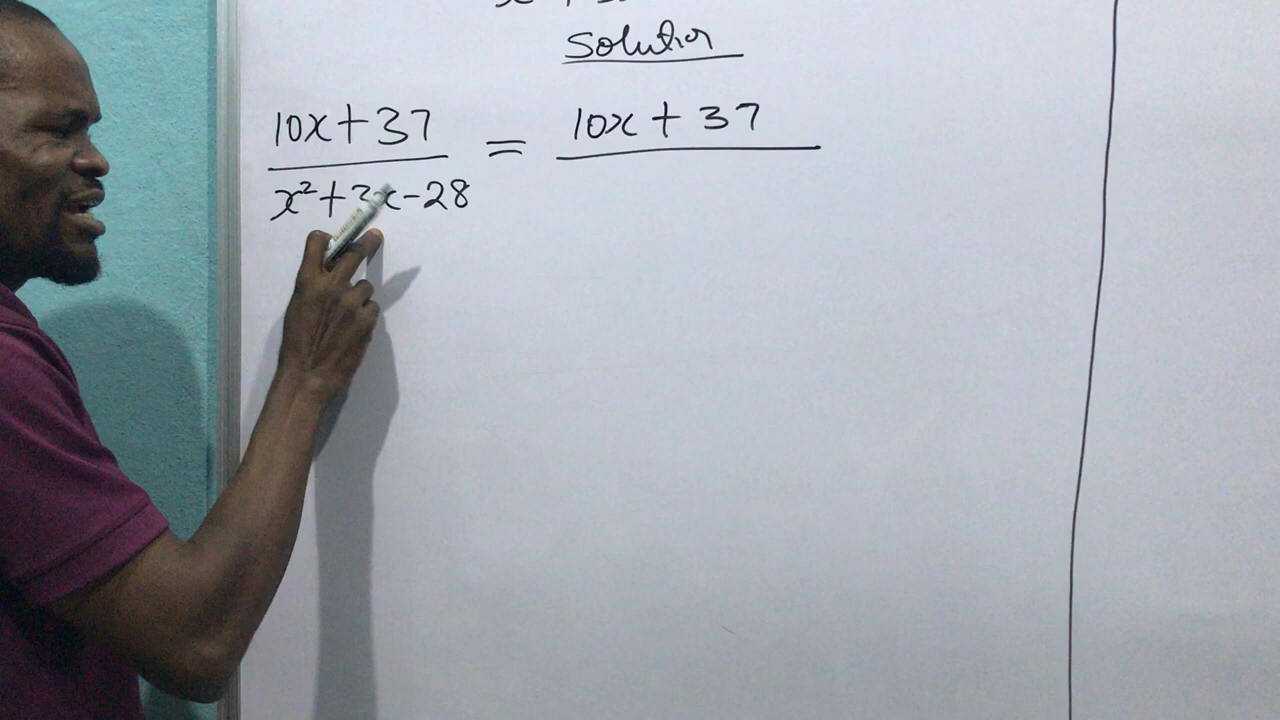 Solution
10x+37 = 10x + 37
x²+3x-28